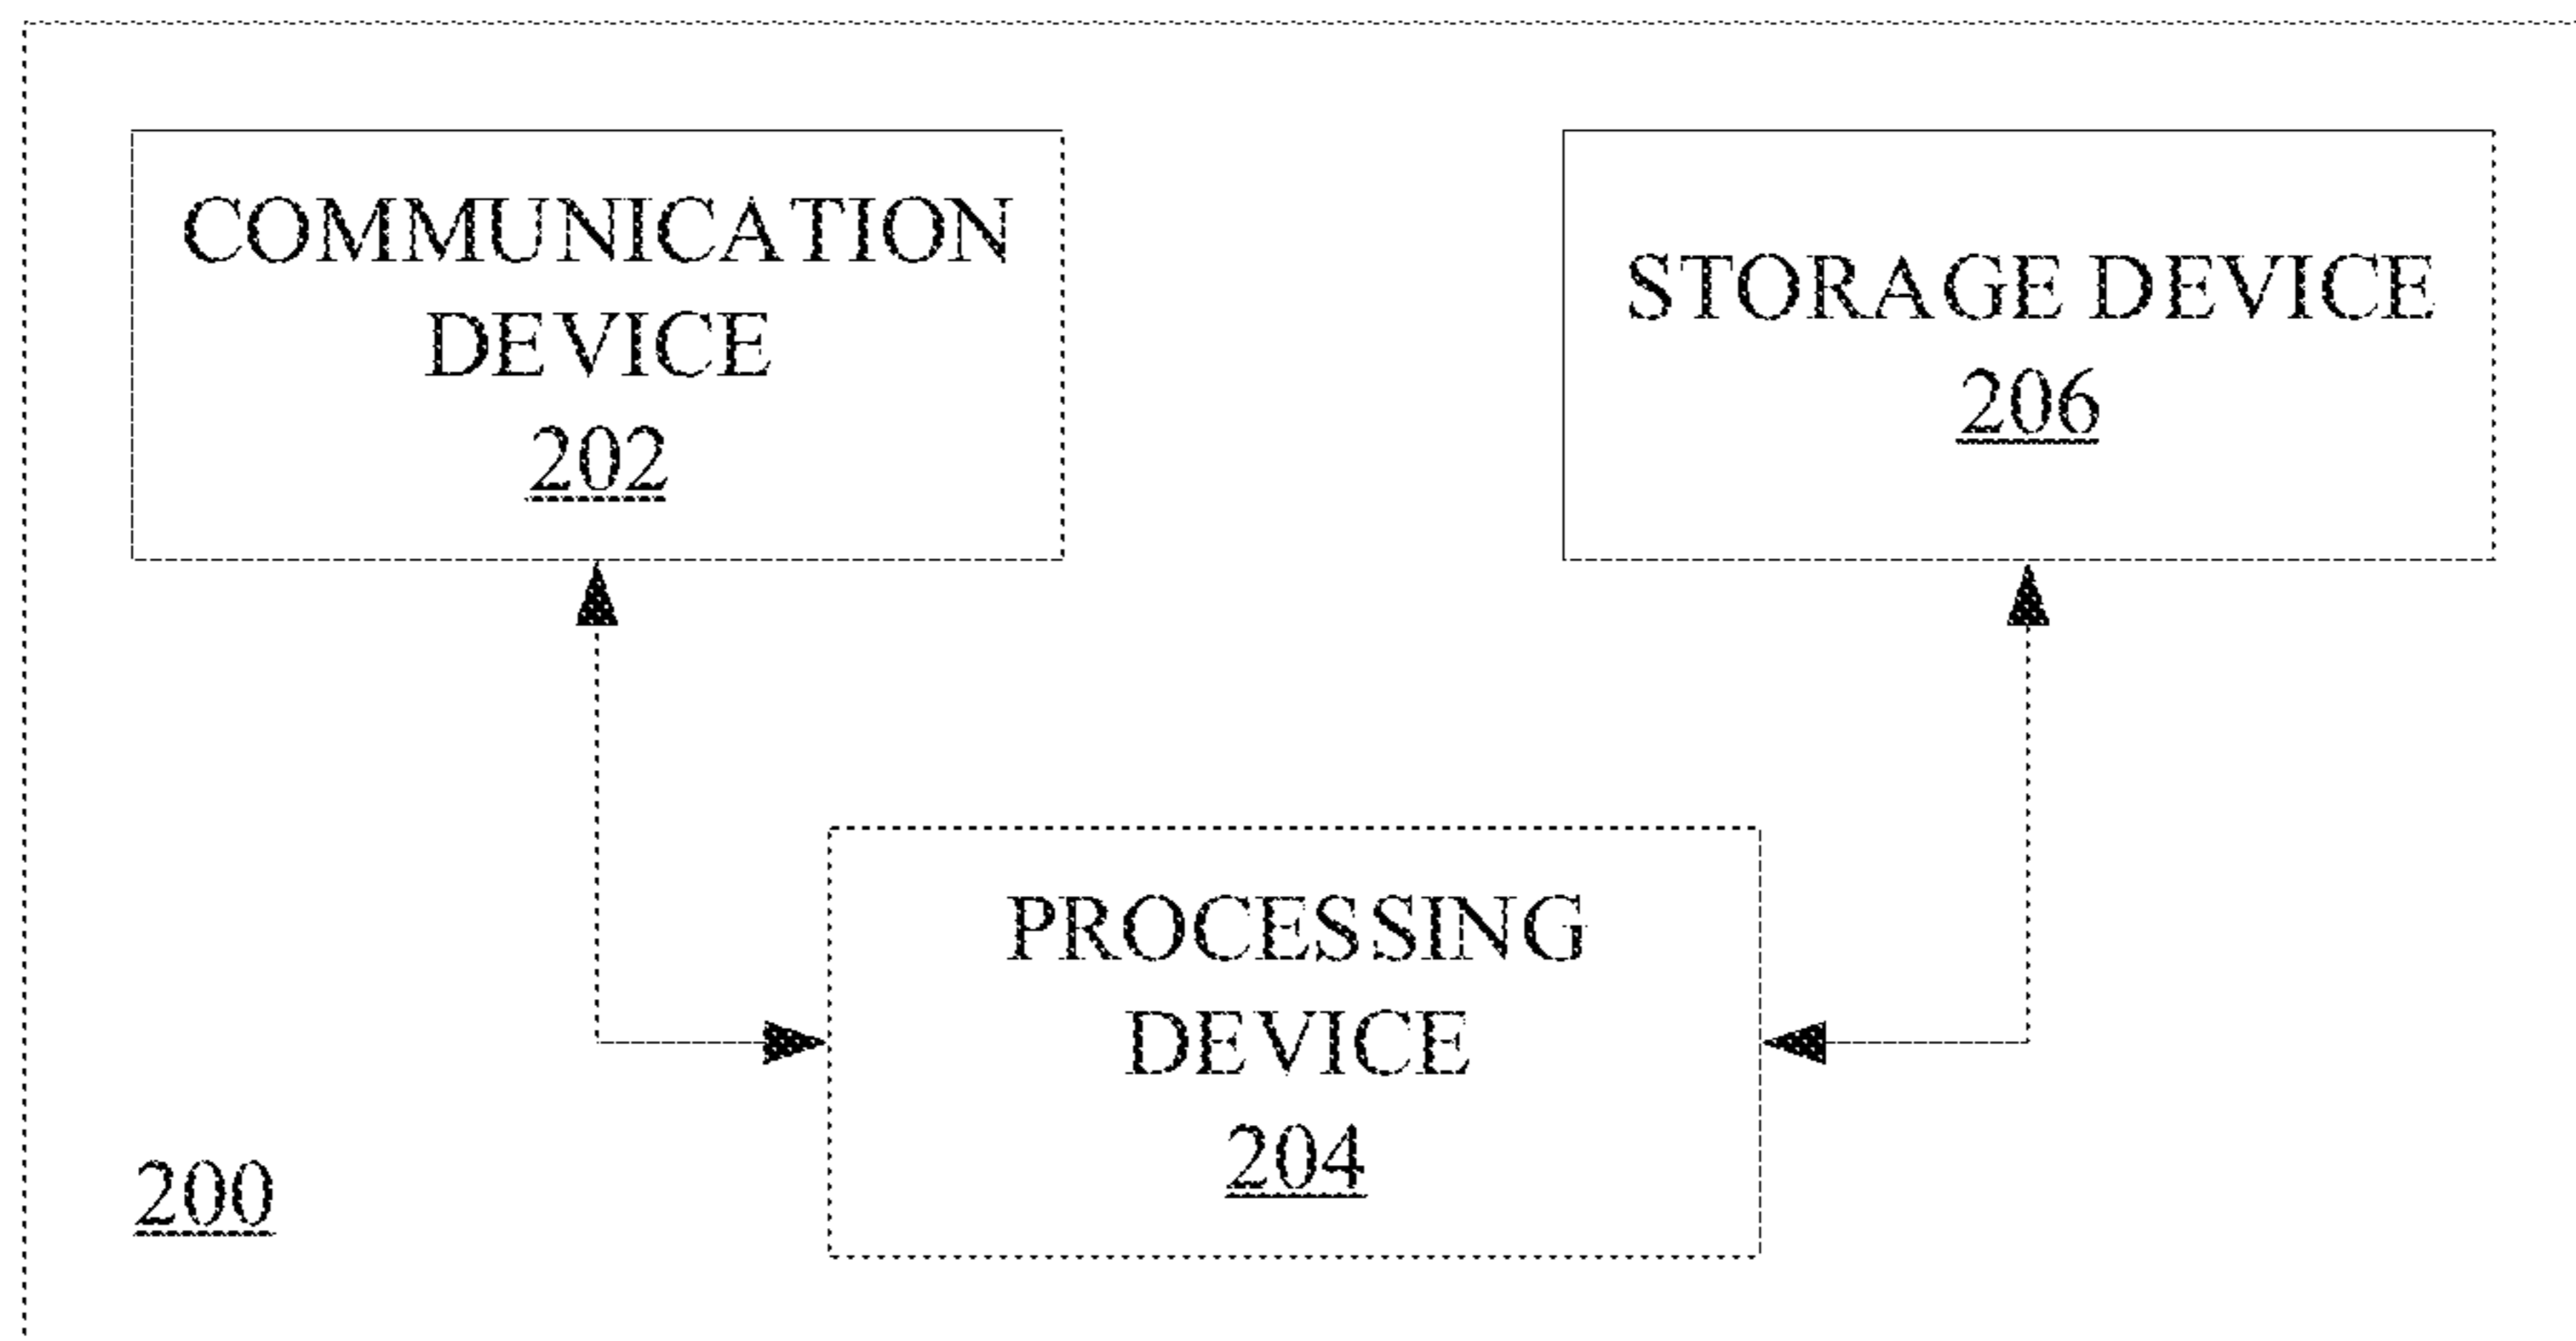 COMMUNICATION
DEVICE
202
STORAGE DEVICE
206
PROCESSING
DEVICE
204
200